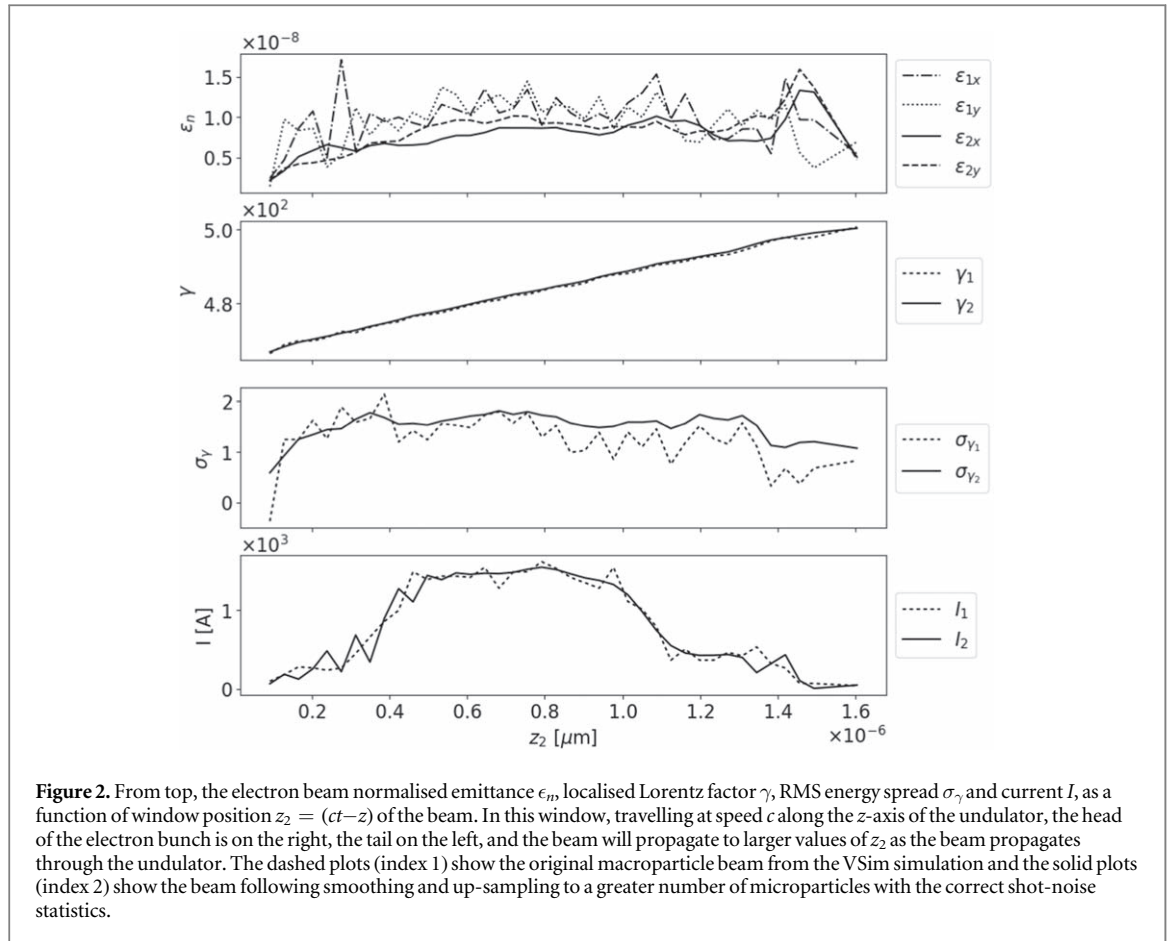 ×10⁻⁸
1.5
1.0
0.5
εₙ
ε₁ₓ
ε₁ᵧ
ε₂ₓ
ε₂ᵧ
×10²
5.0
4.8
γ
γ₁
γ₂
2
1
0
σᵧ
σᵧ₁
σᵧ₂
×10³
1
0
I [A]
I₁
I₂
0.2 0.4 0.6 0.8 1.0 1.2 1.4 1.6
×10⁻⁶
z₂ [μm]
Figure 2. From top, the electron beam normalised emittance ϵₙ, localised Lorentz factor γ, RMS energy spread σᵧ and current I, as a
function of window position z₂ = (ct−z) of the beam. In this window, travelling at speed c along the z-axis of the undulator, the head
of the electron bunch is on the right, the tail on the left, and the beam will propagate to larger values of z₂ as the beam propagates
through the undulator. The dashed plots (index 1) show the original macroparticle beam from the VSim simulation and the solid plots
(index 2) show the beam following smoothing and up-sampling to a greater number of microparticles with the correct shot-noise
statistics.